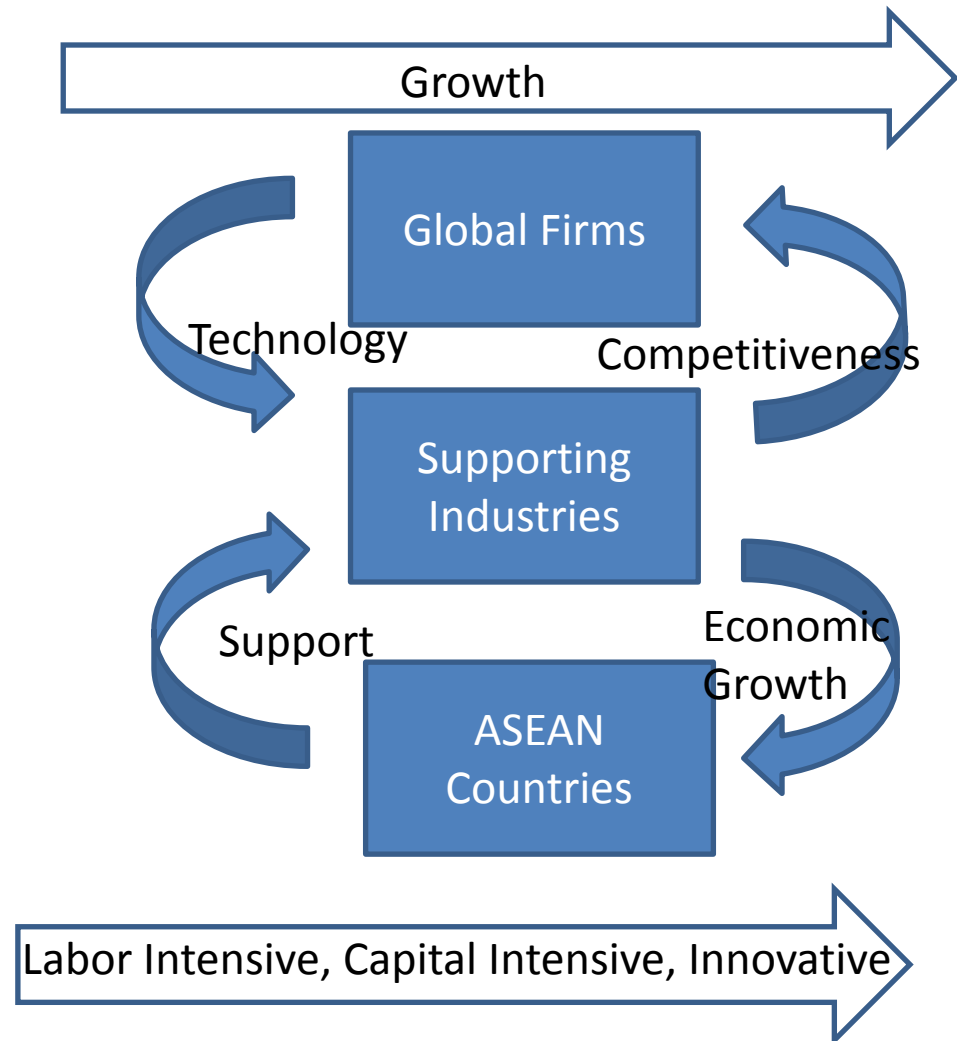 Growth
Global Firms
Technology
Competitiveness
Supporting
Industries
Support
Economic
Growth
ASEAN
Countries
Labor Intensive, Capital Intensive, Innovative